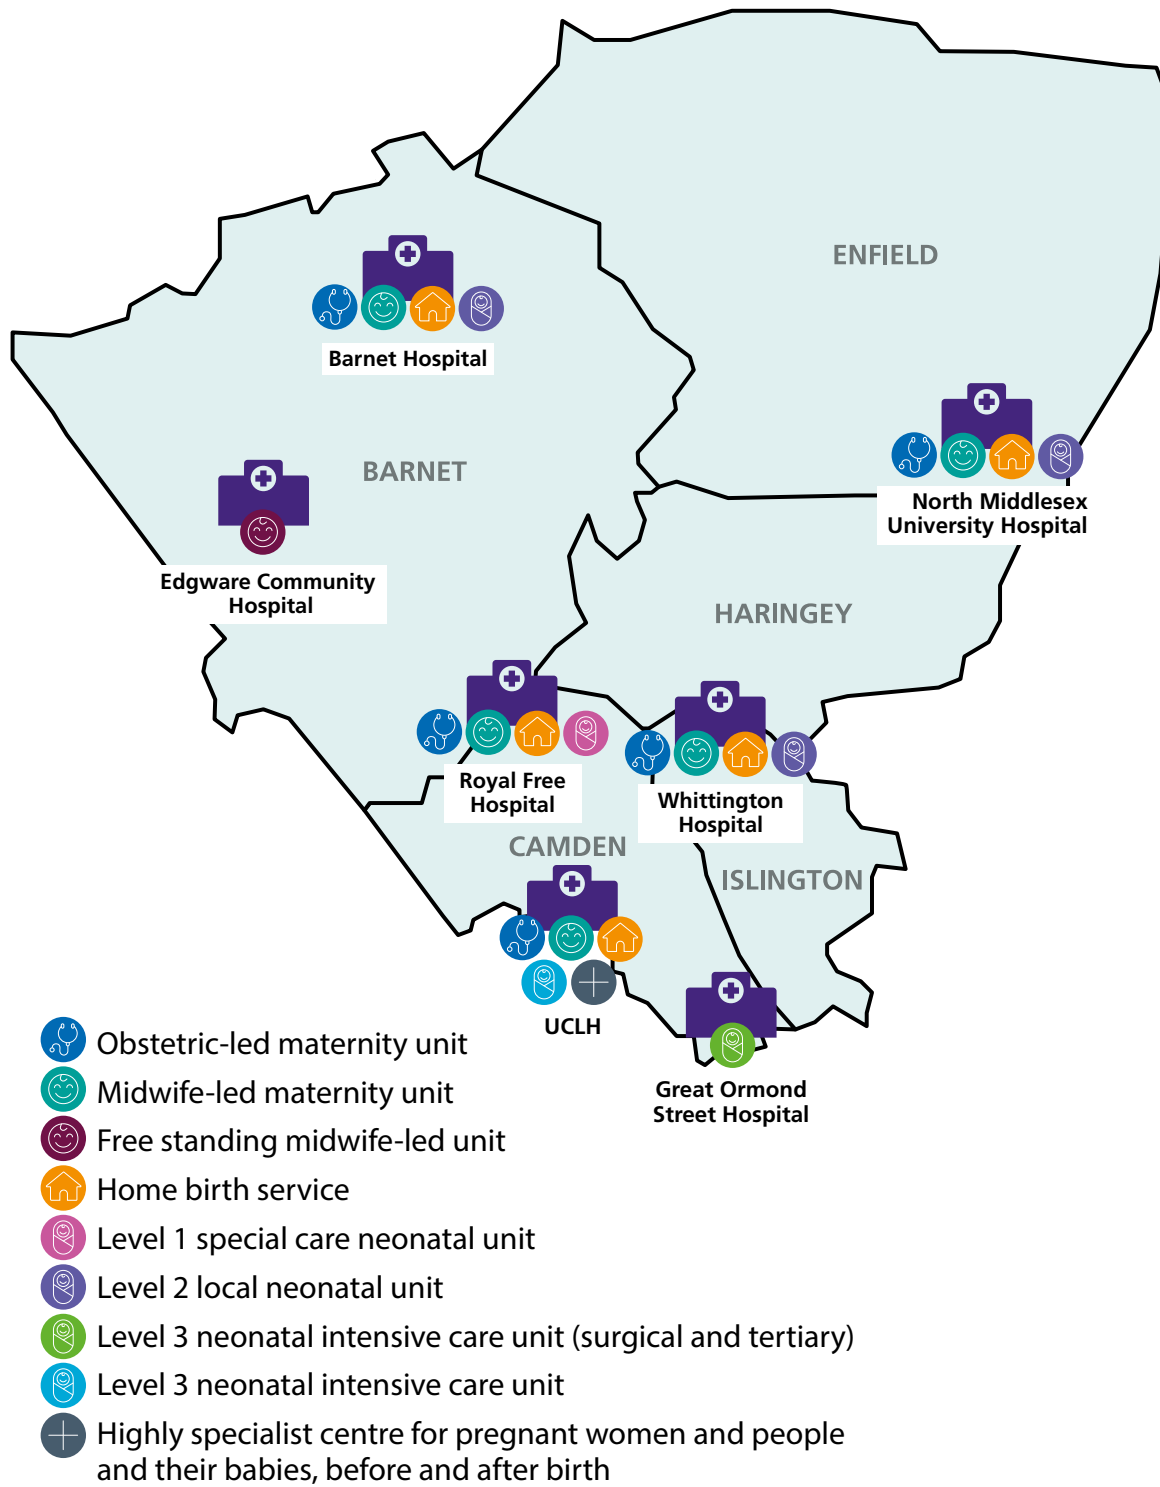 ENFIELD
Barnet Hospital
BARNET
North Middlesex
University Hospital
Edgware Community
Hospital
HARINGEY
Royal Free
Hospital
Whittington
Hospital
CAMDEN
ISLINGTON
UCLH
Great Ormond
Street Hospital
Obstetric-led maternity unit
Midwife-led maternity unit
Free standing midwife-led unit
Home birth service
Level 1 special care neonatal unit
Level 2 local neonatal unit
Level 3 neonatal intensive care unit (surgical and tertiary)
Level 3 neonatal intensive care unit
Highly specialist centre for pregnant women and people
and their babies, before and after birth